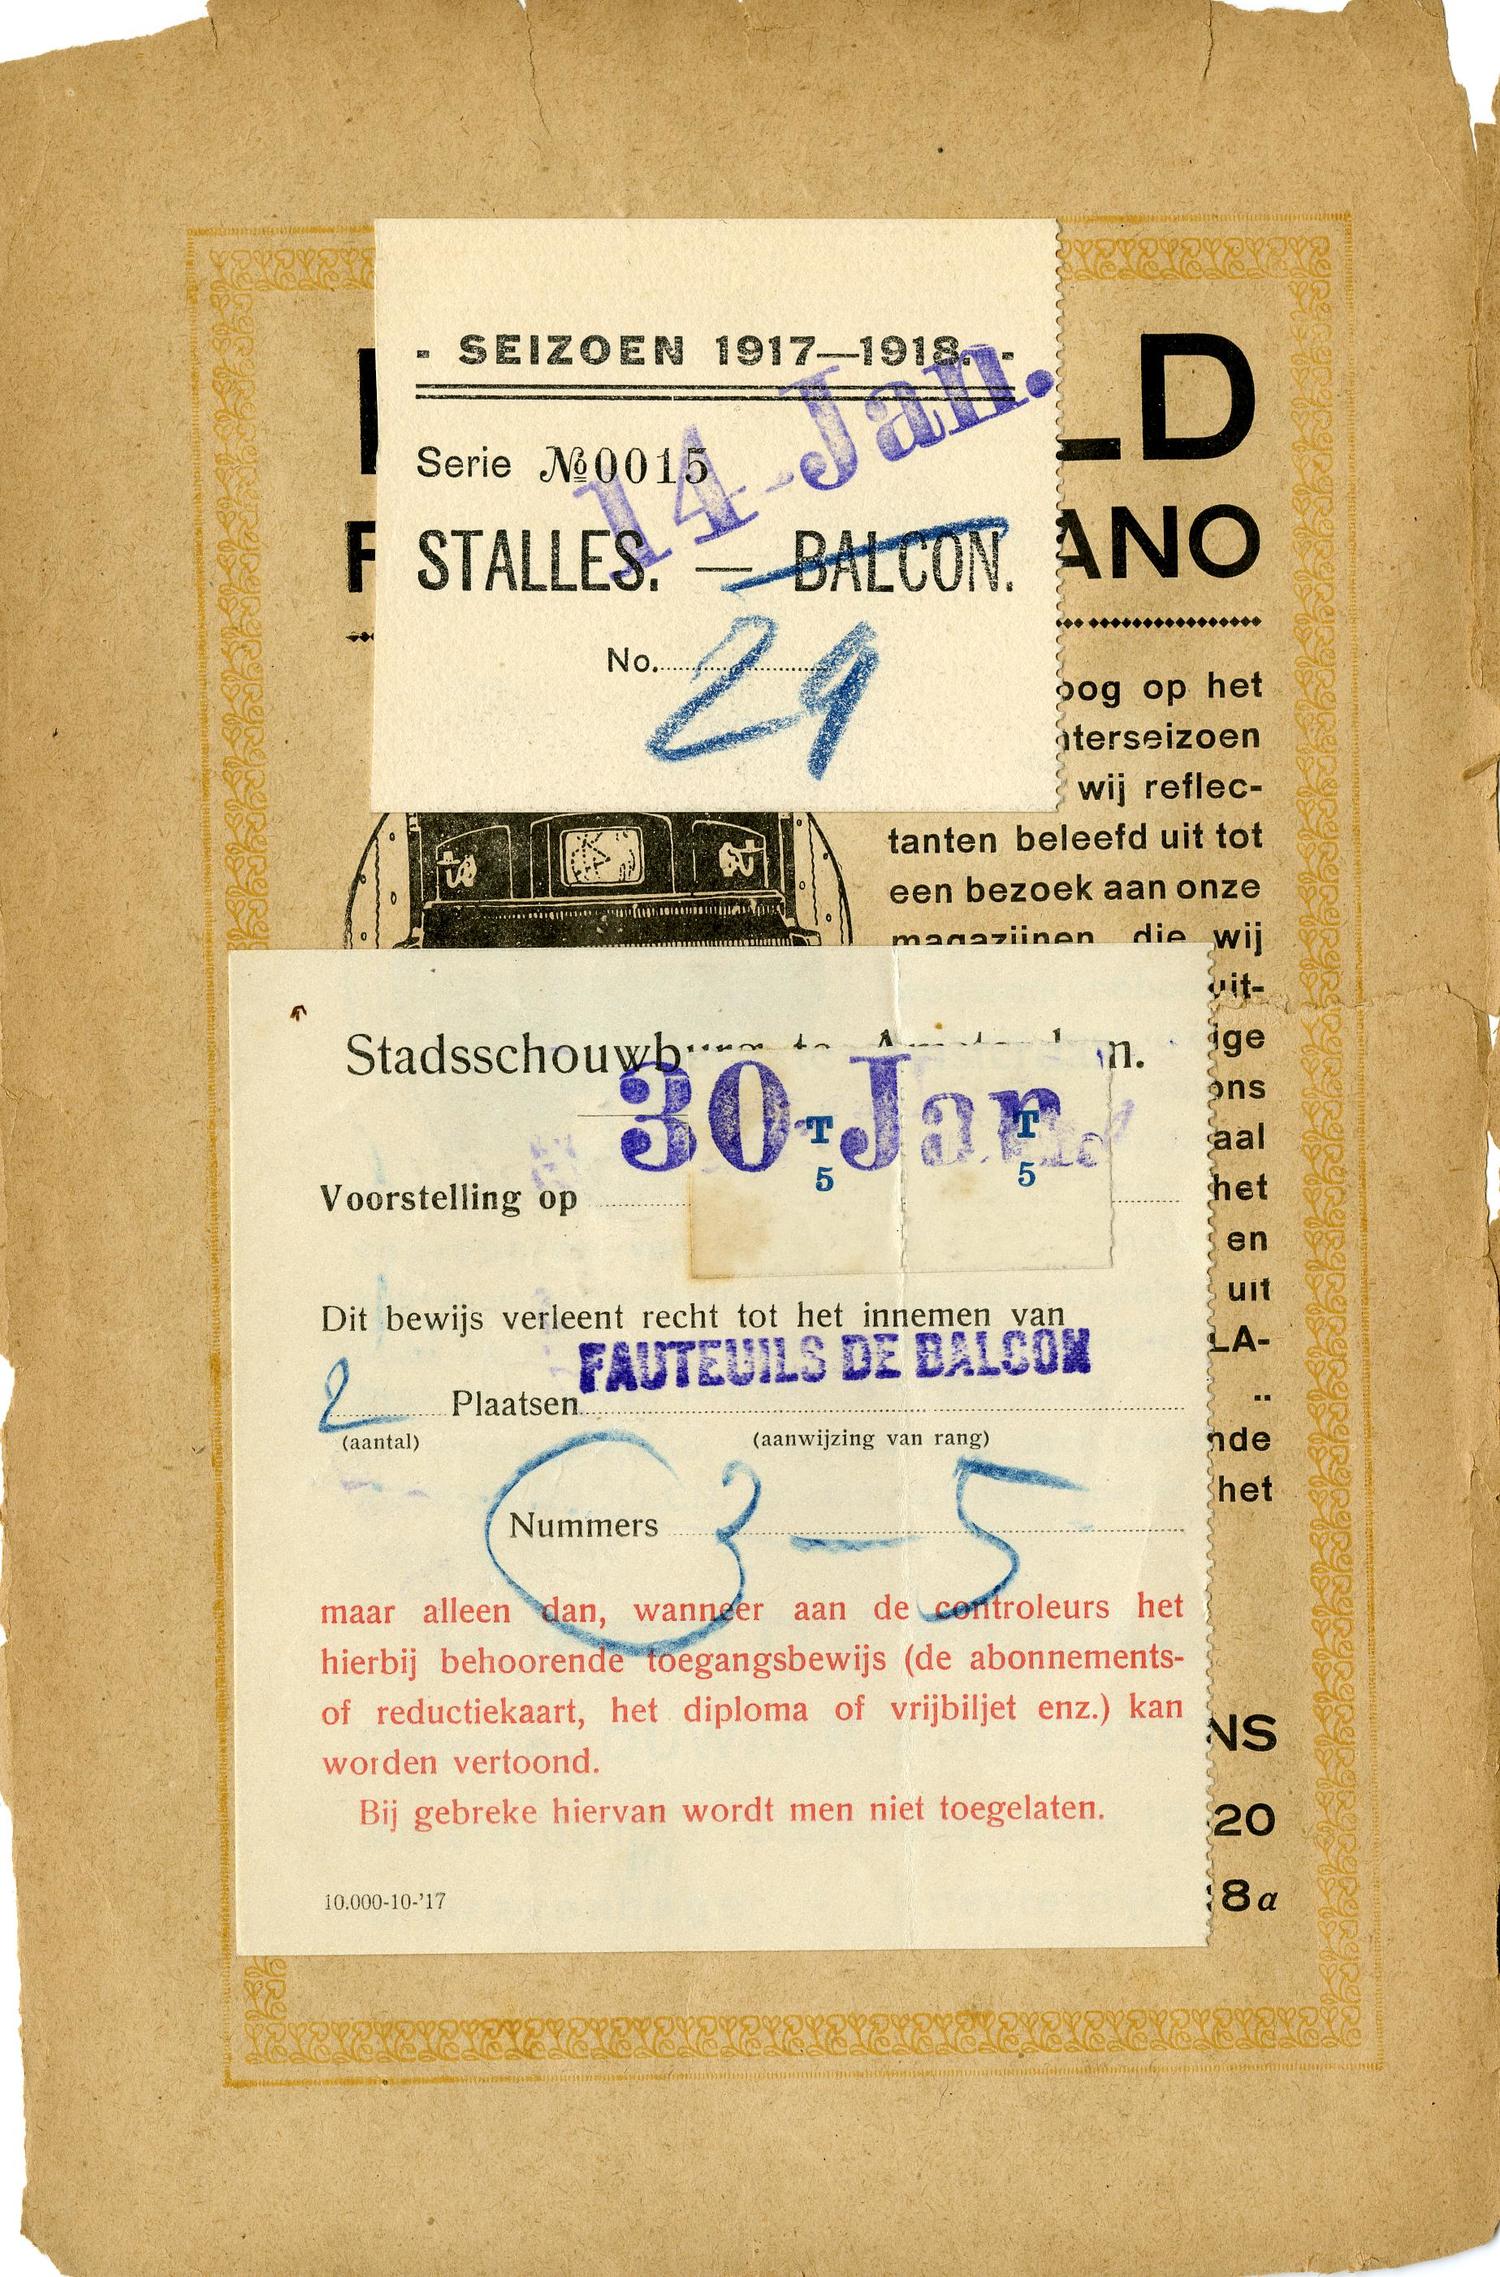 - SEIZOEN 1917—1918. -
14-Jan.
Serie № 0015
STALLES. — BALCON.
No. 29
LD
ANO
oog op het
nterseizoen
wij reflec-
tanten beleefd uit tot
een bezoek aan onze
magazijnen die wij
uit-
ige
ons
aal
het
en
uit
LA-
nde
het
NS
20
8a
Stadsschouwburg te Amsterdam.
30-Jan.
T T
5 5
Voorstelling op
Dit bewijs verleent recht tot het innemen van
FAUTEUILS DE BALCON
2 Plaatsen
(aantal) (aanwijzing van rang)
Nummers 3 — 5
maar alleen dan, wanneer aan de controleurs het
hierbij behoorende toegangsbewijs (de abonnements-
of reductiekaart, het diploma of vrijbiljet enz.) kan
worden vertoond.
Bij gebreke hiervan wordt men niet toegelaten.
10.000-10-'17